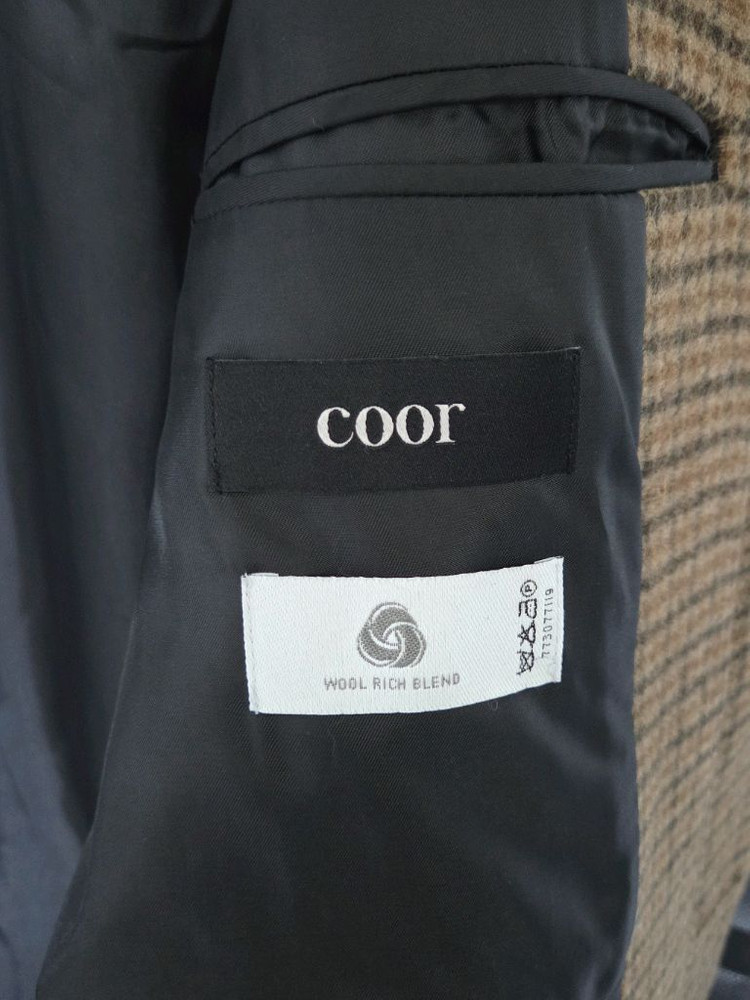 coor
WOOL RICH BLEND
773077119
P